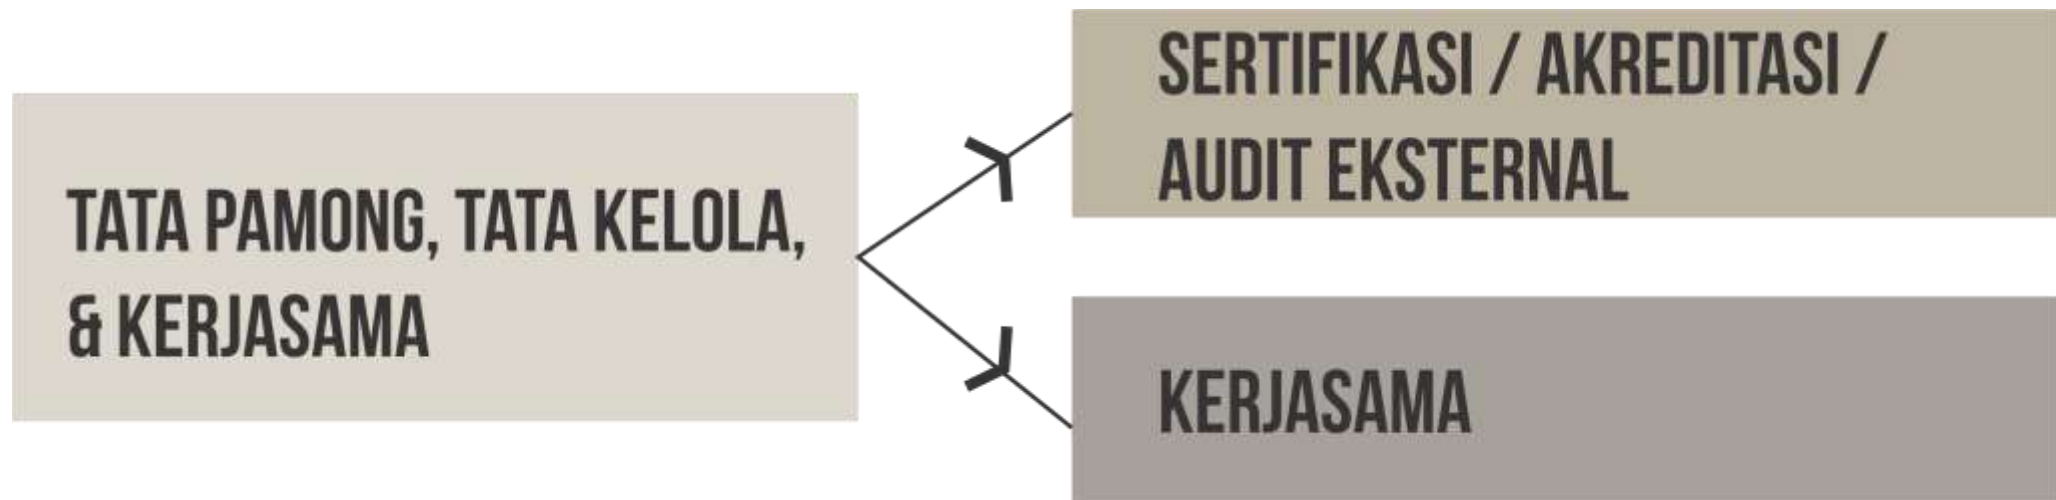 TATA PAMONG, TATA KELOLA,
& KERJASAMA
SERTIFIKASI / AKREDITASI /
AUDIT EKSTERNAL
KERJASAMA